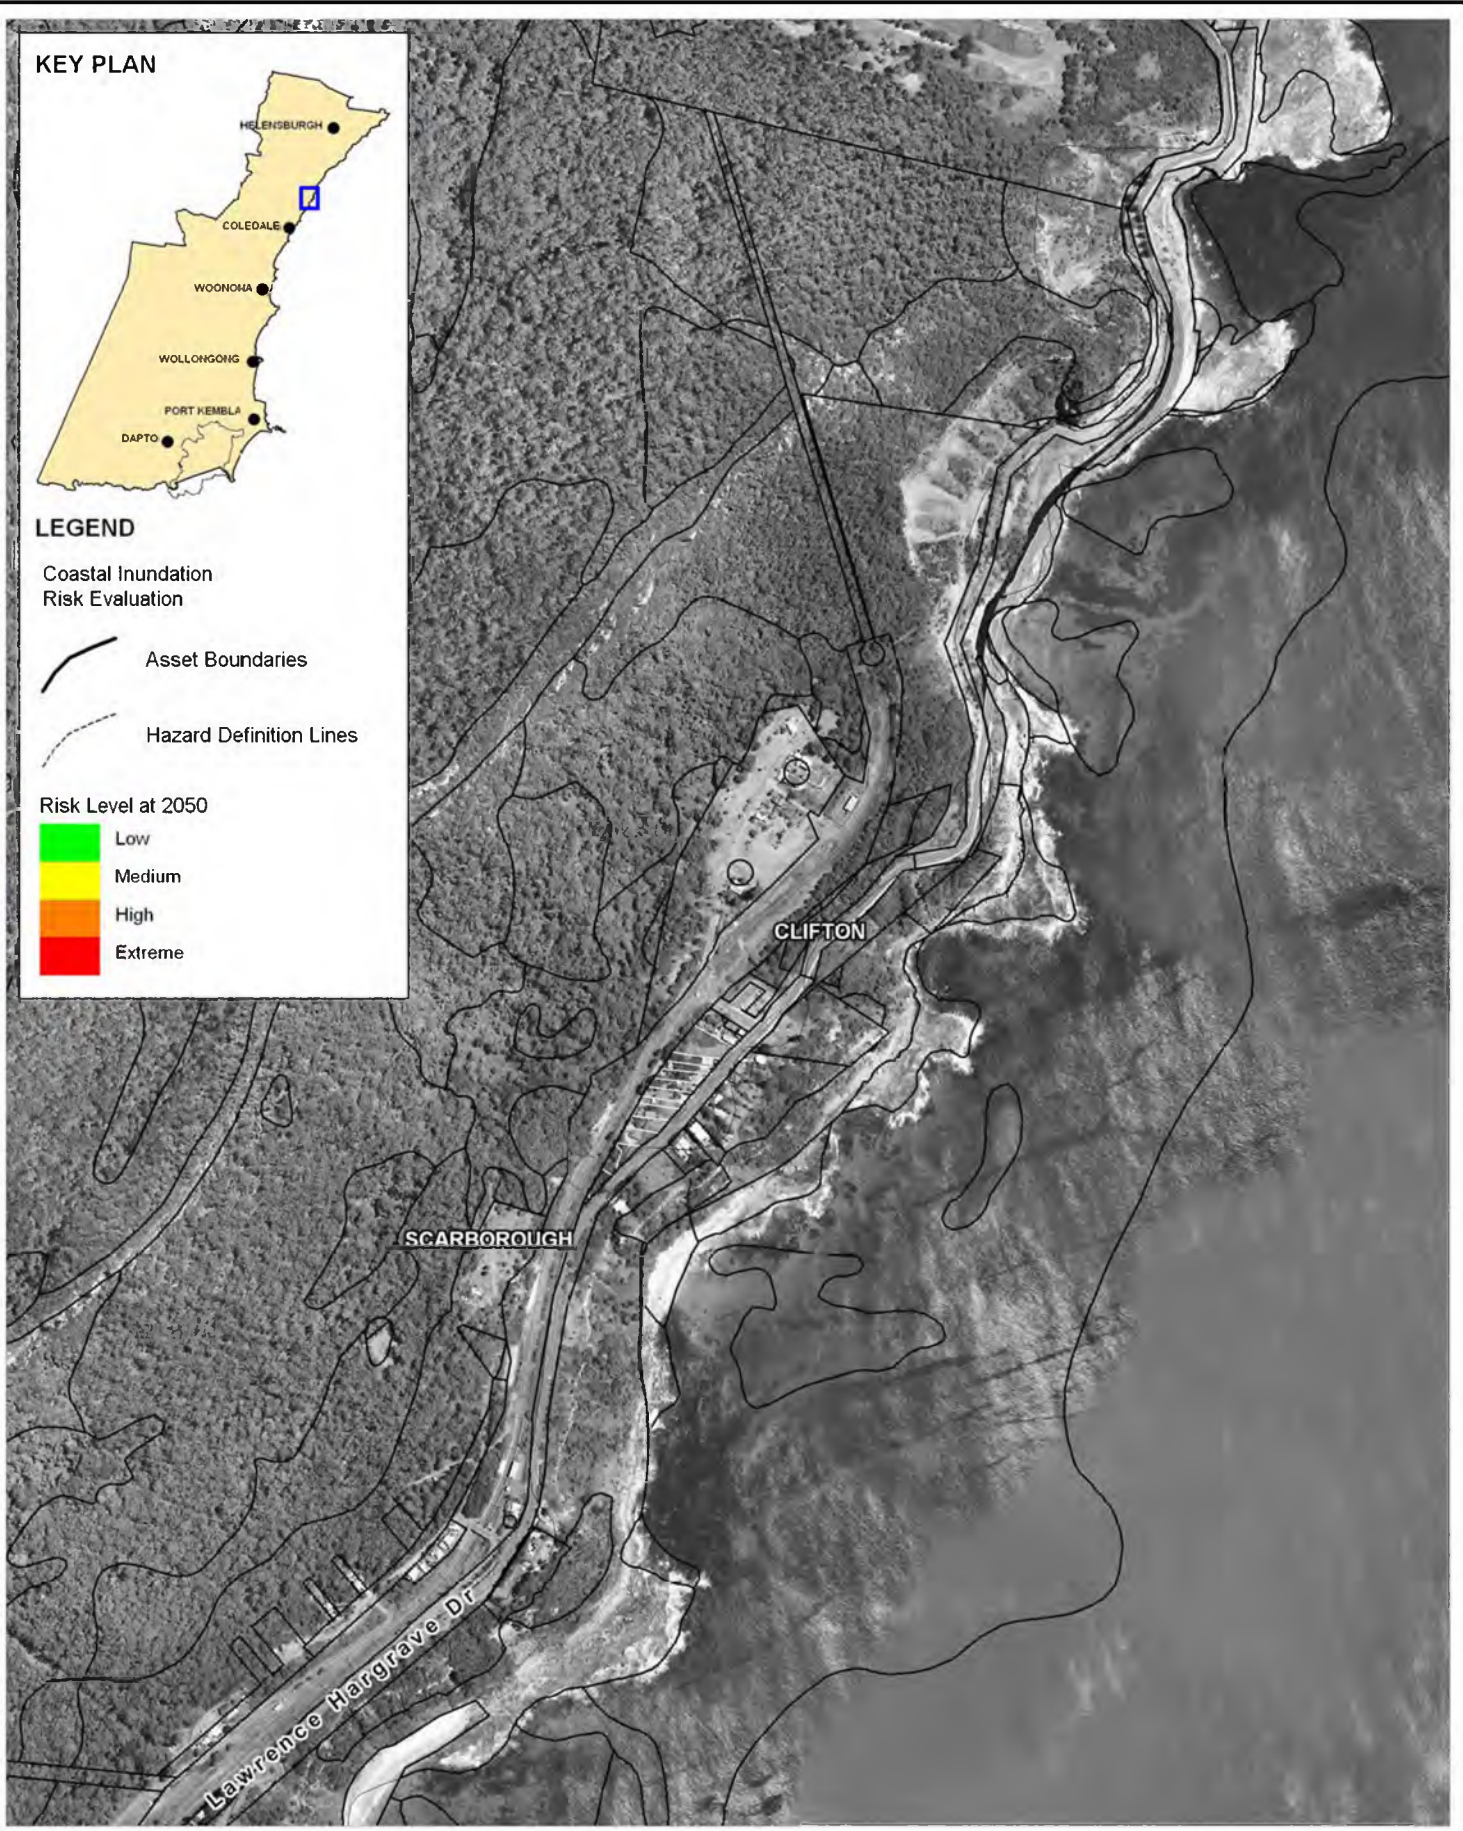 KEY PLAN
HELENSBURGH
COLEDALE
WOONONA
WOLLONGONG
PORT KEMBLA
DAPTO
LEGEND
Coastal Inundation
Risk Evaluation
Asset Boundaries
Hazard Definition Lines
Risk Level at 2050
Low
Medium
High
Extreme
CLIFTON
SCARBOROUGH
Lawrence Hargrave Dr